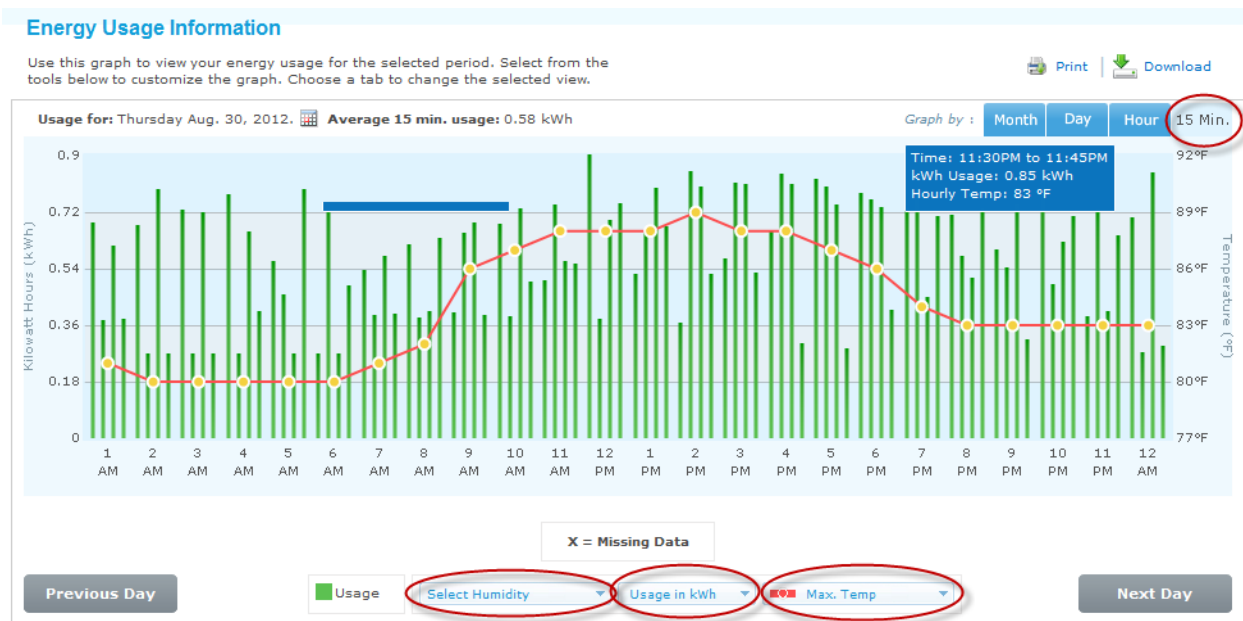 Energy Usage Information
Use this graph to view your energy usage for the selected period. Select from the
tools below to customize the graph. Choose a tab to change the selected view.
Print | Download
Usage for: Thursday Aug. 30, 2012. Average 15 min. usage: 0.58 kWh
Graph by : Month Day Hour 15 Min.
Time: 11:30PM to 11:45PM
kWh Usage: 0.85 kWh
Hourly Temp: 83 °F
Kilowatt Hours (kWh)
0.9
0.72
0.54
0.36
0.18
0
92°F
89°F
86°F
83°F
80°F
77°F
Temperature (°F)
1 2 3 4 5 6 7 8 9 10 11 12 1 2 3 4 5 6 7 8 9 10 11 12
AM AM AM AM AM AM AM AM AM AM AM PM PM PM PM PM PM PM PM PM PM PM PM AM
X = Missing Data
Previous Day
Usage
Select Humidity
Usage in kWh
Max. Temp
Next Day